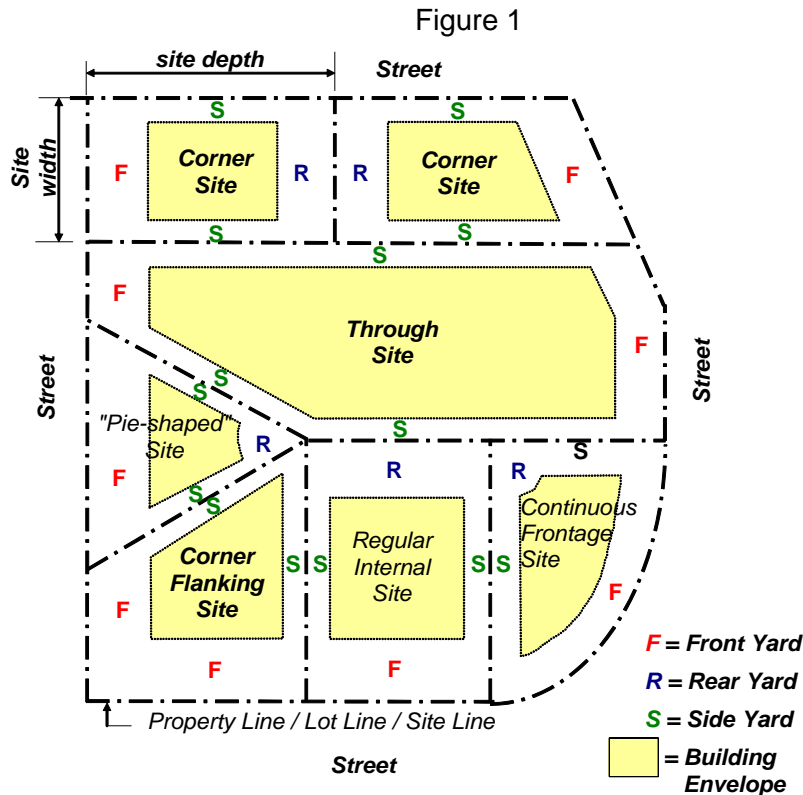 Figure 1
site depth
Street
Site
width
S
S
F
Corner
Site
R
R
Corner
Site
F
S
S
S
F
Through
Site
F
Street
Street
S
S
"Pie-shaped"
Site
R
F
S
S
S
S
R
R
Continuous
Frontage
Site
Corner
Flanking
Site
S
S
Regular
Internal
Site
S
S
F
F
F
F
Property Line / Lot Line / Site Line
Street
F = Front Yard
R = Rear Yard
S = Side Yard
= Building
Envelope